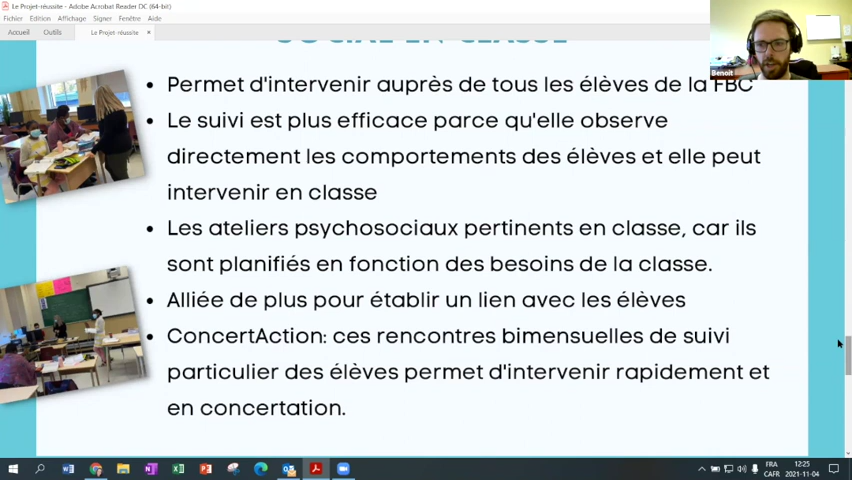 Le Projet-réussite - Adobe Acrobat Reader DC (64-bit)
Fichier Édition Affichage Signer Fenêtre Aide
Accueil Outils Le Projet-réussite ×
SOCIAL EN CLASSE
Benoit
• Permet d'intervenir auprès de tous les élèves de la FBC
• Le suivi est plus efficace parce qu'elle observe
directement les comportements des élèves et elle peut
intervenir en classe
• Les ateliers psychosociaux pertinents en classe, car ils
sont planifiés en fonction des besoins de la classe.
• Alliée de plus pour établir un lien avec les élèves
• ConcertAction: ces rencontres bimensuelles de suivi
particulier des élèves permet d'intervenir rapidement et
en concertation.
FRA
CAFR
12:25
2021-11-04